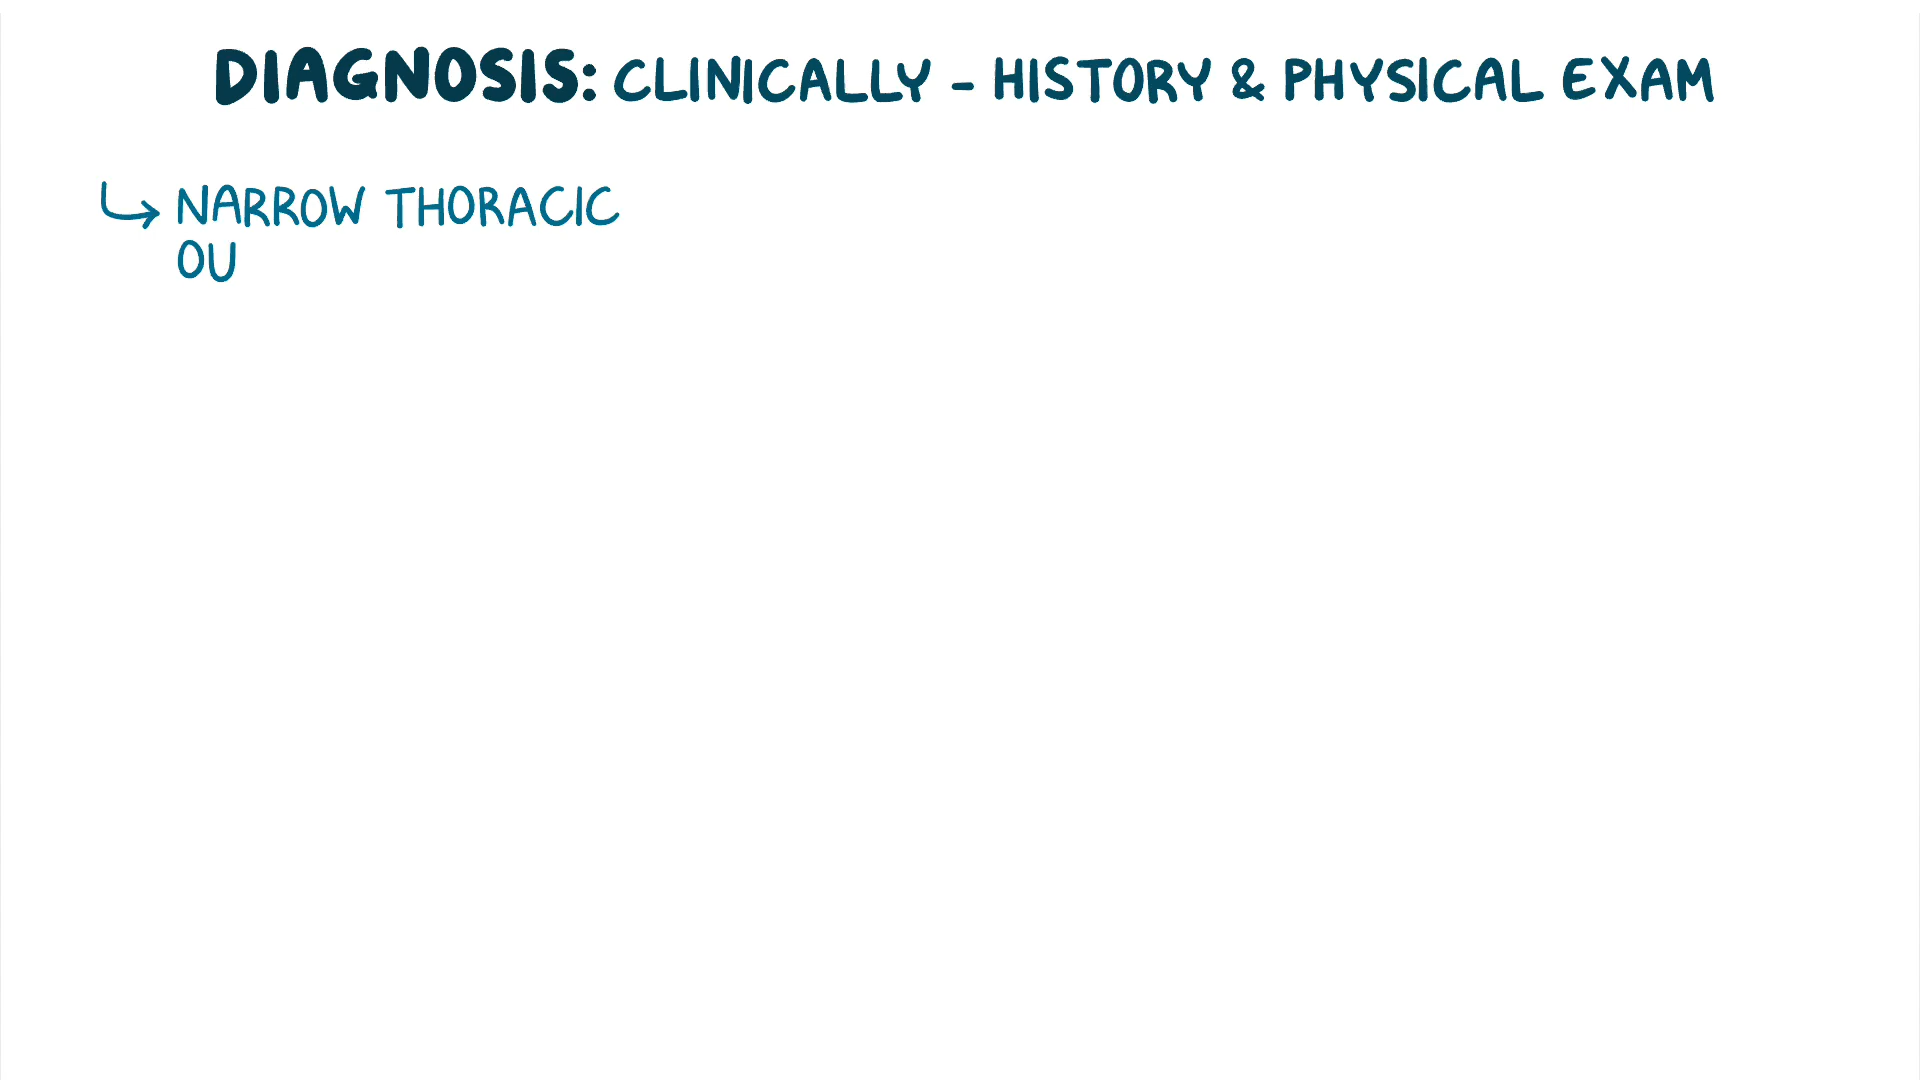 DIAGNOSIS: CLINICALLY - HISTORY & PHYSICAL EXAM
NARROW THORACIC
OU